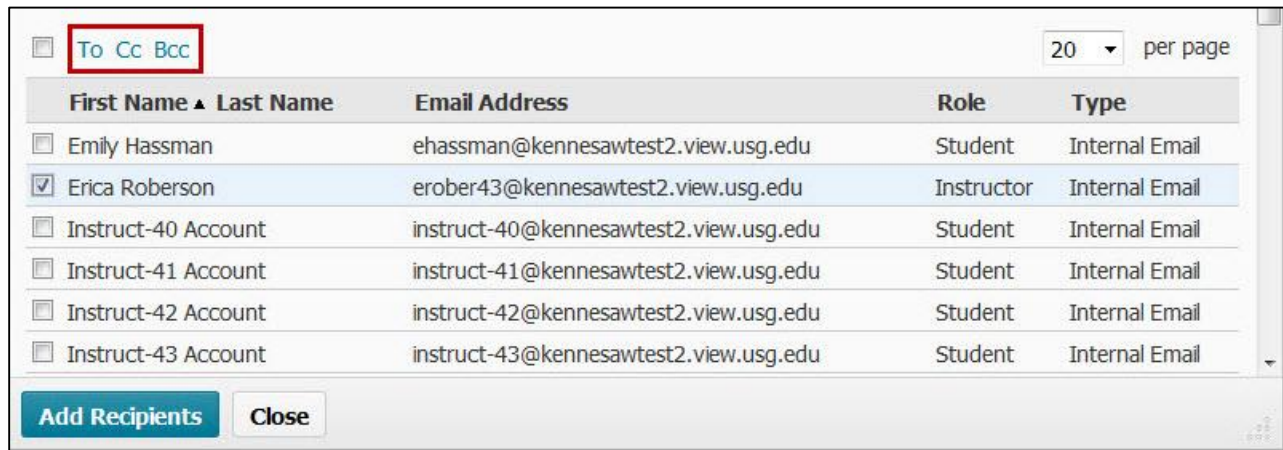 To Cc Bcc 20 per page
First Name ▲ Last Name Email Address Role Type
Emily Hassman ehassman@kennesawtest2.view.usg.edu Student Internal Email
Erica Roberson erober43@kennesawtest2.view.usg.edu Instructor Internal Email
Instruct-40 Account instruct-40@kennesawtest2.view.usg.edu Student Internal Email
Instruct-41 Account instruct-41@kennesawtest2.view.usg.edu Student Internal Email
Instruct-42 Account instruct-42@kennesawtest2.view.usg.edu Student Internal Email
Instruct-43 Account instruct-43@kennesawtest2.view.usg.edu Student Internal Email
Add Recipients Close